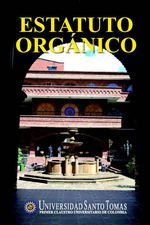 ESTATUTO
ORGÁNICO
UNIVERSIDAD SANTO TOMÁS
PRIMER CLAUSTRO UNIVERSITARIO DE COLOMBIA